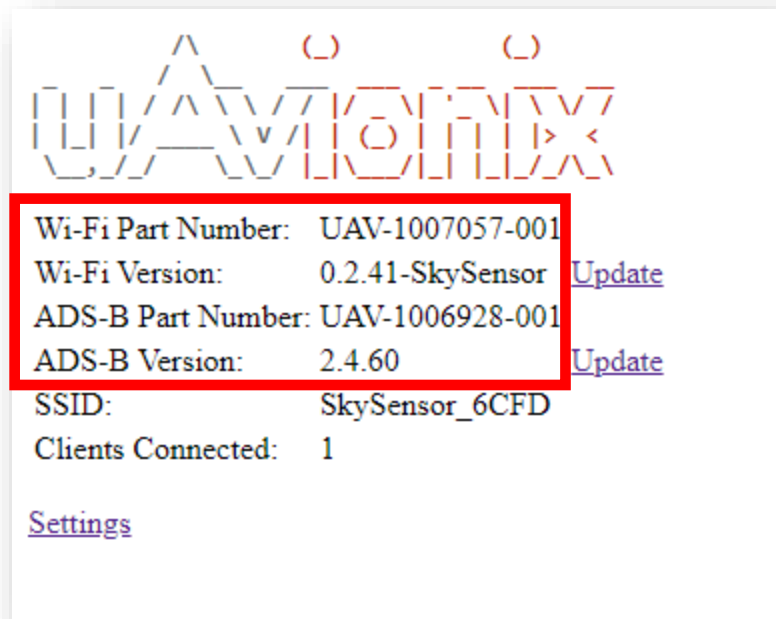 uAvionix
Wi-Fi Part Number: UAV-1007057-001
Wi-Fi Version: 0.2.41-SkySensor Update
ADS-B Part Number: UAV-1006928-001
ADS-B Version: 2.4.60 Update
SSID: SkySensor_6CFD
Clients Connected: 1
Settings